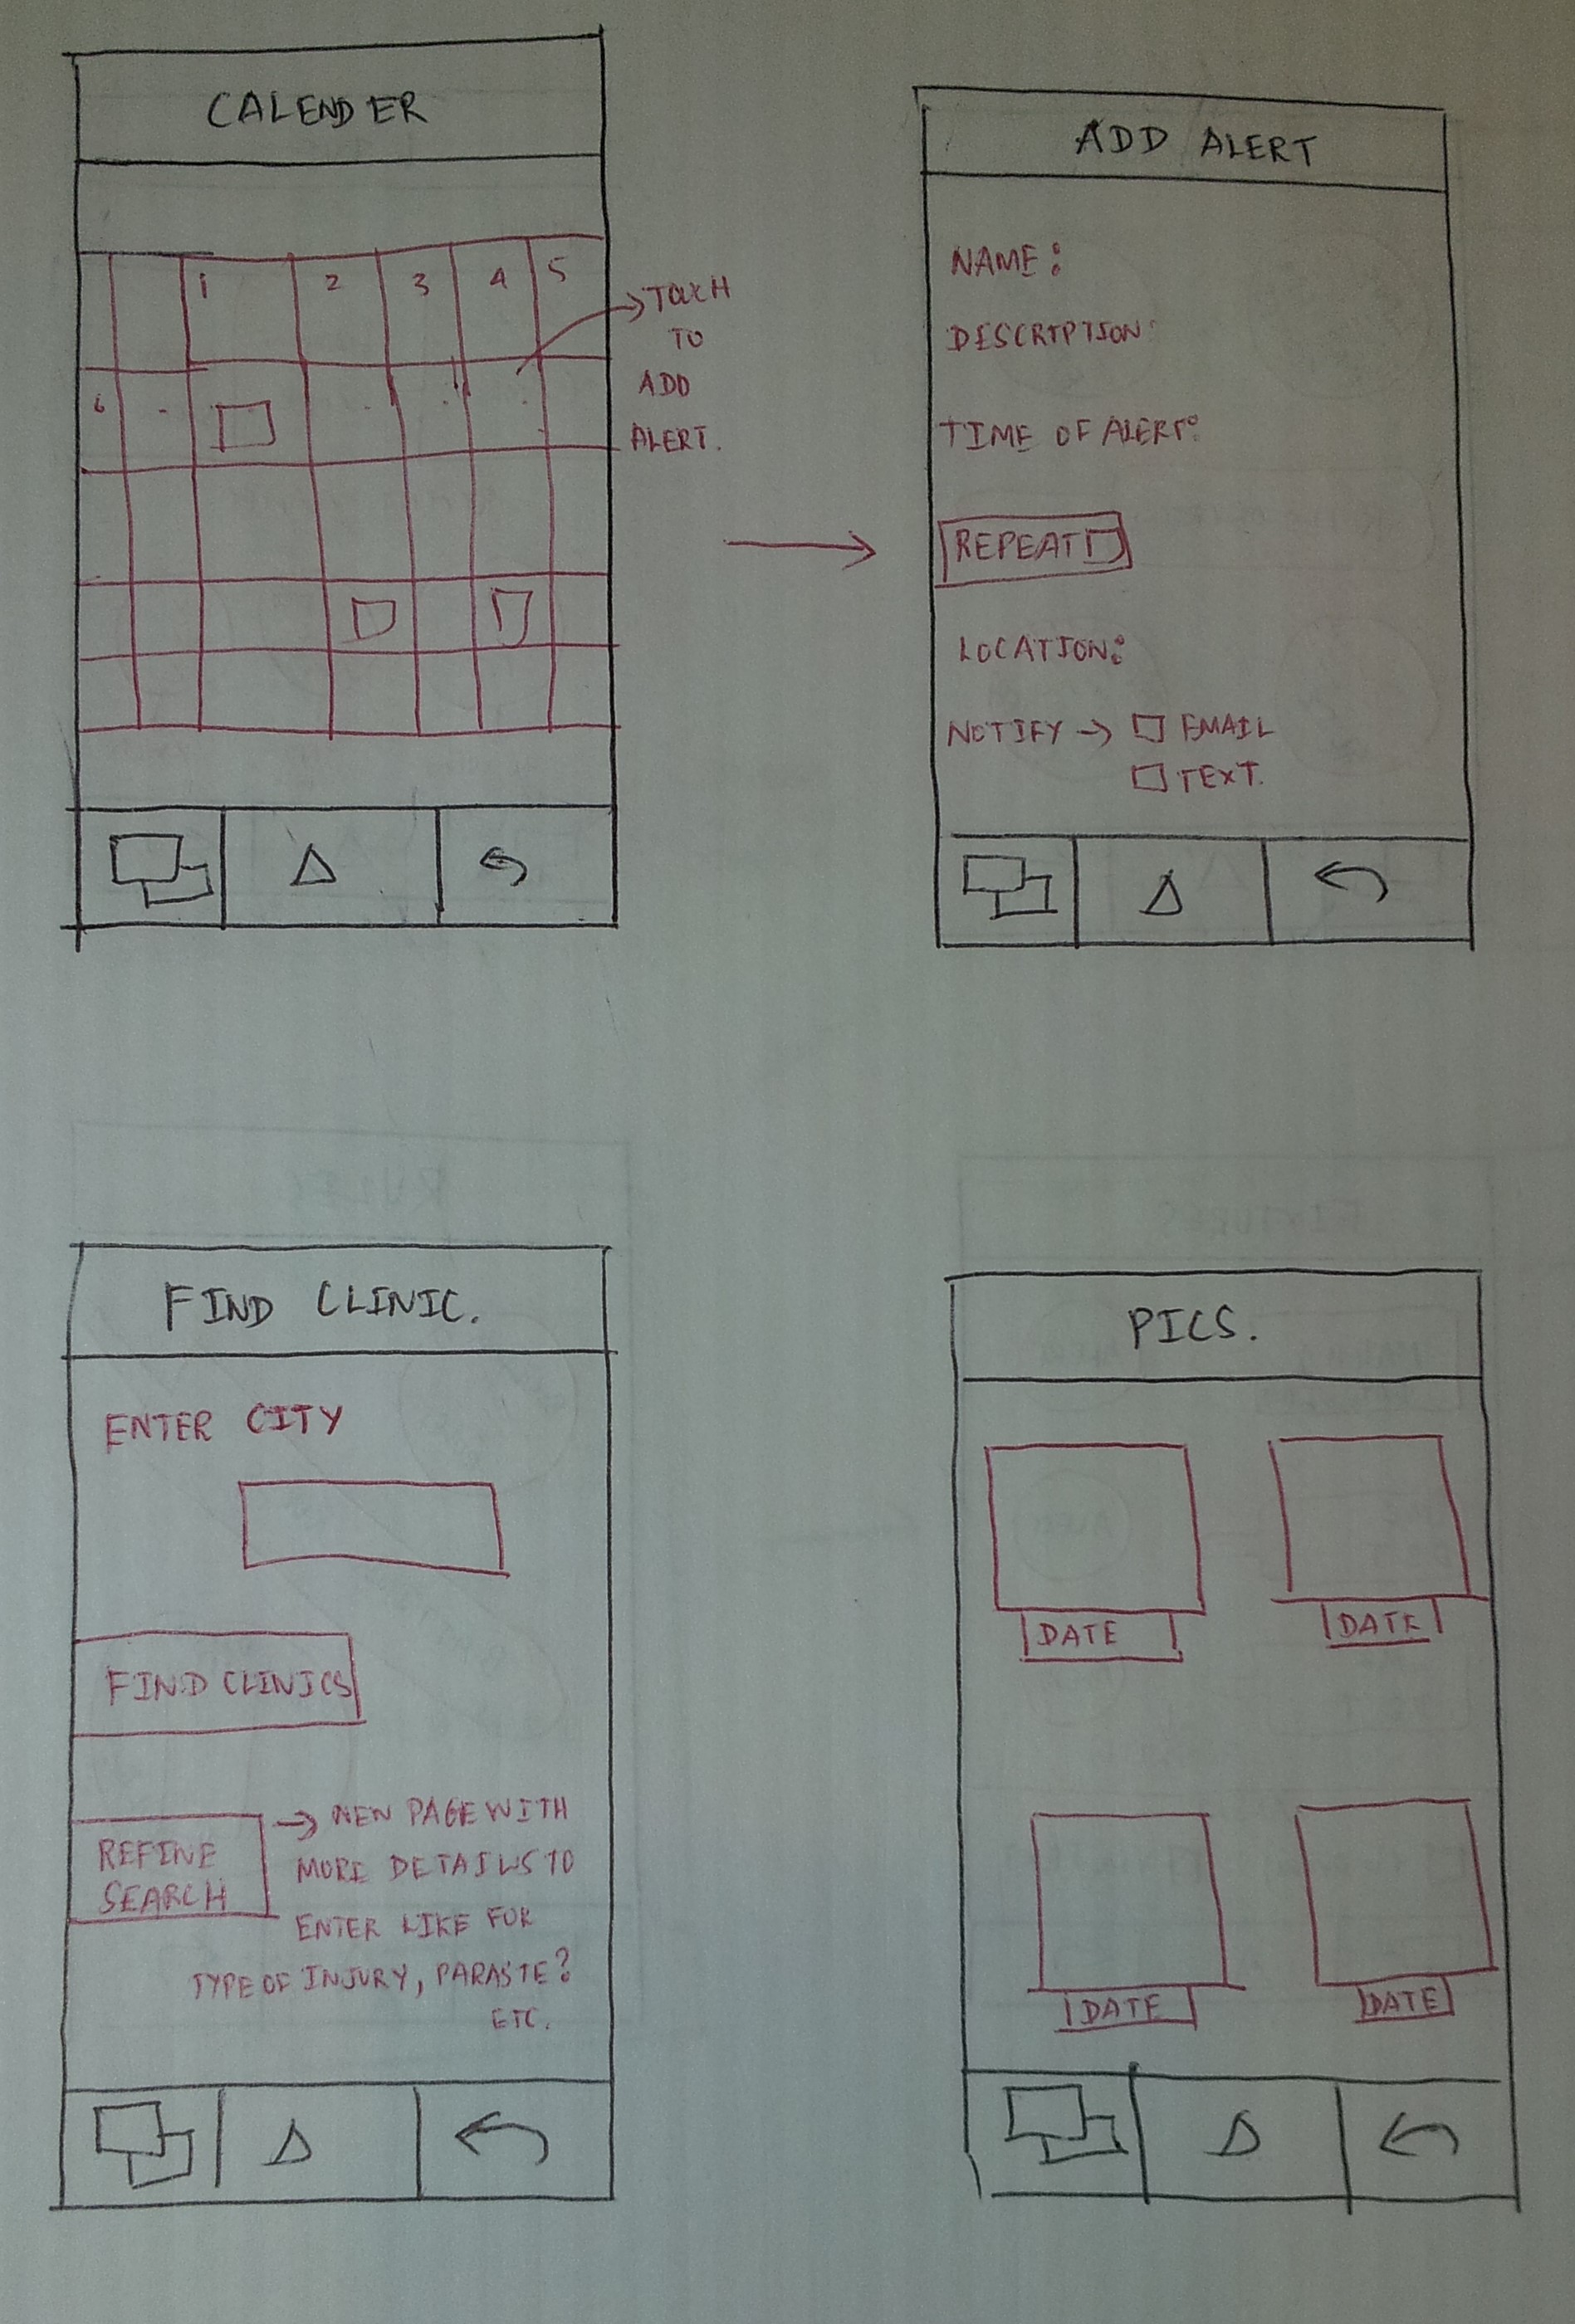 CALENDER
1 2 3 4 5
6
TOUCH
TO
ADD
ALERT.
ADD ALERT
NAME:
DESCRIPTION:
TIME OF ALERT:
REPEAT
LOCATION:
NOTIFY → EMAIL
TEXT.
FIND CLINIC.
ENTER CITY
FIND CLINICS
REFINE
SEARCH
→ NEW PAGE WITH
MORE DETAILS TO
ENTER LIKE FOR
TYPE OF INJURY, PARASTE?
ETC.
PICS.
DATE
DATE
DATE
DATE